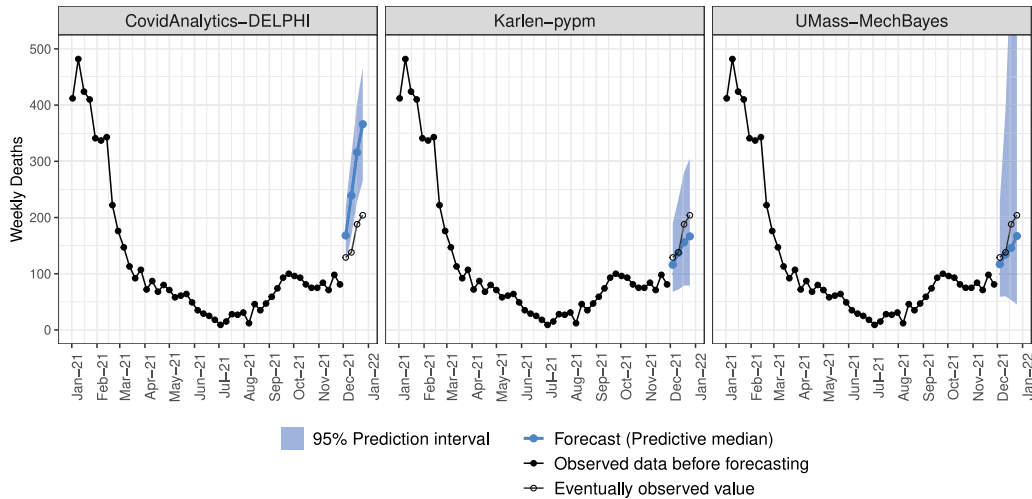 CovidAnalytics−DELPHI
Karlen−pypm
UMass−MechBayes
Weekly Deaths
500
400
300
200
100
0
Jan−21
Feb−21
Mar−21
Apr−21
May−21
Jun−21
Jul−21
Aug−21
Sep−21
Oct−21
Nov−21
Dec−21
Jan−22
Jan−21
Feb−21
Mar−21
Apr−21
May−21
Jun−21
Jul−21
Aug−21
Sep−21
Oct−21
Nov−21
Dec−21
Jan−22
Jan−21
Feb−21
Mar−21
Apr−21
May−21
Jun−21
Jul−21
Aug−21
Sep−21
Oct−21
Nov−21
Dec−21
Jan−22
95% Prediction interval
Forecast (Predictive median)
Observed data before forecasting
Eventually observed value